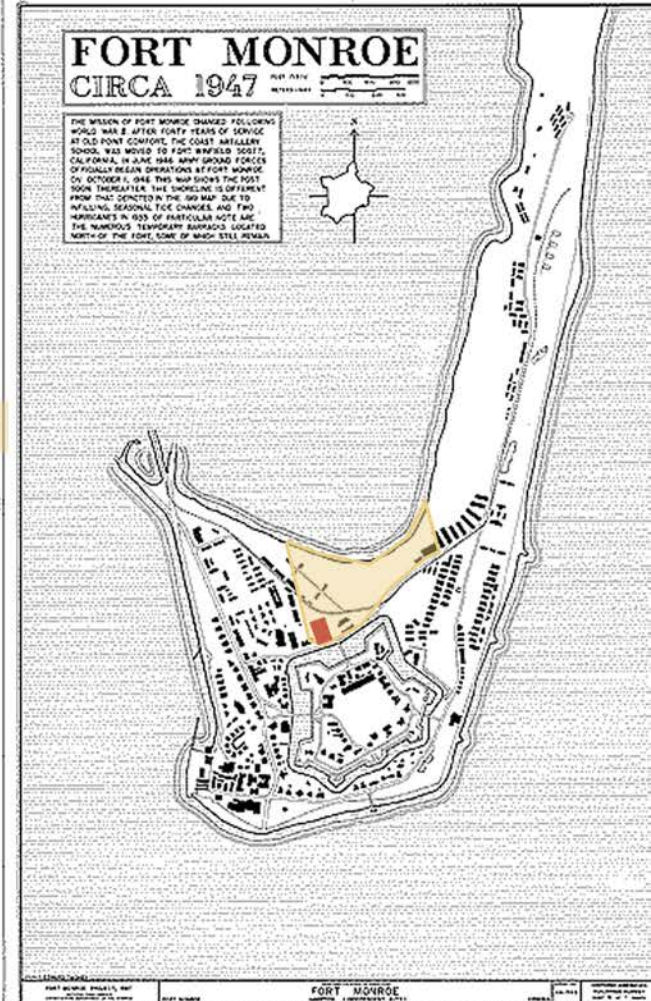 FORT MONROE
CIRCA 1947
THE MISSION OF FORT MONROE CHANGED FOLLOWING
WORLD WAR II. AFTER FORTY YEARS OF SERVICE
AT OLD POINT COMFORT, THE COAST ARTILLERY
SCHOOL WAS MOVED TO FORT WINFIELD SCOTT,
CALIFORNIA, IN JUNE 1946. ARMY GROUND FORCES
OFFICIALLY BEGAN OPERATIONS AT FORT MONROE
ON OCTOBER 1, 1946. THIS MAP SHOWS THE POST
SOON THEREAFTER. THE SHORELINE IS DIFFERENT
FROM THAT DEPICTED IN THE MAP DUE TO
INFILLING, SEASONAL TIDE CHANGES, AND TWO
HURRICANES IN 1933. OF PARTICULAR NOTE ARE
THE NUMEROUS TEMPORARY BARRACKS LOCATED
NORTH OF THE FORT, SOME OF WHICH STILL REMAIN.
N
FORT MONROE